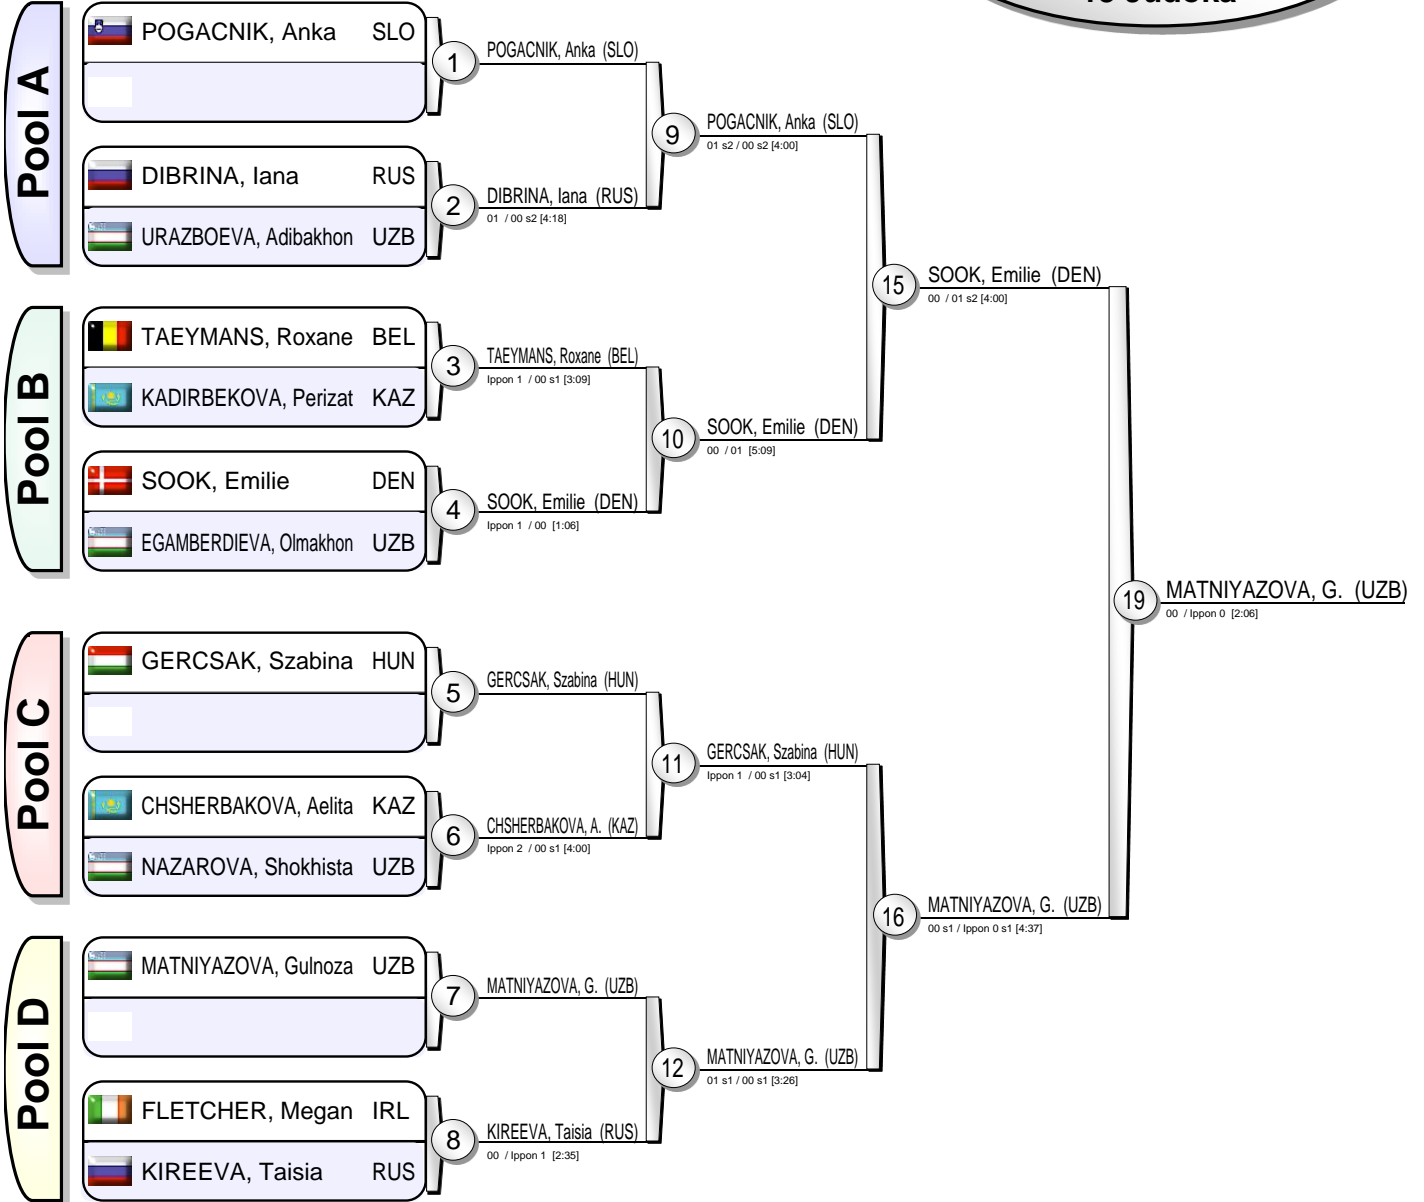 Judoka
Pool A
POGACNIK, Anka SLO
DIBRINA, Iana RUS
URAZBOEVA, Adibakhon UZB
1
POGACNIK, Anka (SLO)
2
DIBRINA, Iana (RUS)
01 / 00 s2 [4:18]
9
POGACNIK, Anka (SLO)
01 s2 / 00 s2 [4:00]
Pool B
TAEYMANS, Roxane BEL
KADIRBEKOVA, Perizat KAZ
SOOK, Emilie DEN
EGAMBERDIEVA, Olmakhon UZB
3
TAEYMANS, Roxane (BEL)
Ippon 1 / 00 s1 [3:09]
4
SOOK, Emilie (DEN)
Ippon 1 / 00 [1:06]
10
SOOK, Emilie (DEN)
00 / 01 [5:09]
15
SOOK, Emilie (DEN)
00 / 01 s2 [4:00]
Pool C
GERCSAK, Szabina HUN
CHSHERBAKOVA, Aelita KAZ
NAZAROVA, Shokhista UZB
5
GERCSAK, Szabina (HUN)
6
CHSHERBAKOVA, A. (KAZ)
Ippon 2 / 00 s1 [4:00]
11
GERCSAK, Szabina (HUN)
Ippon 1 / 00 s1 [3:04]
Pool D
MATNIYAZOVA, Gulnoza UZB
FLETCHER, Megan IRL
KIREEVA, Taisia RUS
7
MATNIYAZOVA, G. (UZB)
8
KIREEVA, Taisia (RUS)
00 / Ippon 1 [2:35]
12
MATNIYAZOVA, G. (UZB)
01 s1 / 00 s1 [3:26]
16
MATNIYAZOVA, G. (UZB)
00 s1 / Ippon 0 s1 [4:37]
19
MATNIYAZOVA, G. (UZB)
00 / Ippon 0 [2:06]